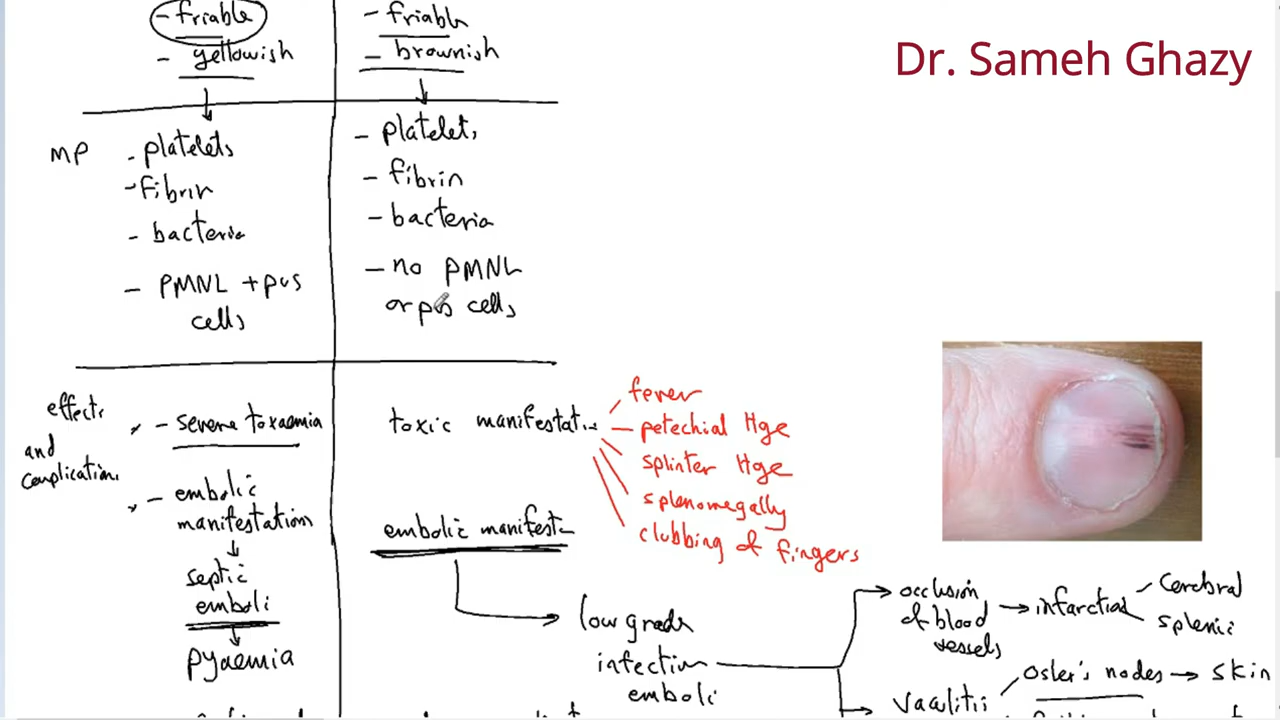 - friable
- yellowish
- friable
- brownish
Dr. Sameh Ghazy
MP
- platelets
- fibrin
- bacteria
- PMNL + pus
cells
- platelets
- fibrin
- bacteria
- no PMNL
or pus cells
effects
and
complications
- severe toxaemia
- embolic
manifestation
septic
emboli
pyaemia
toxic manifestat
fever
petechial Hge
splinter Hge
splenomegally
clubbing of fingers
embolic manifest
low grade
infection
emboli
occlusion
of blood
vessels
infarction
Cerebral
splenic
vasculitis
Osler's nodes → skin